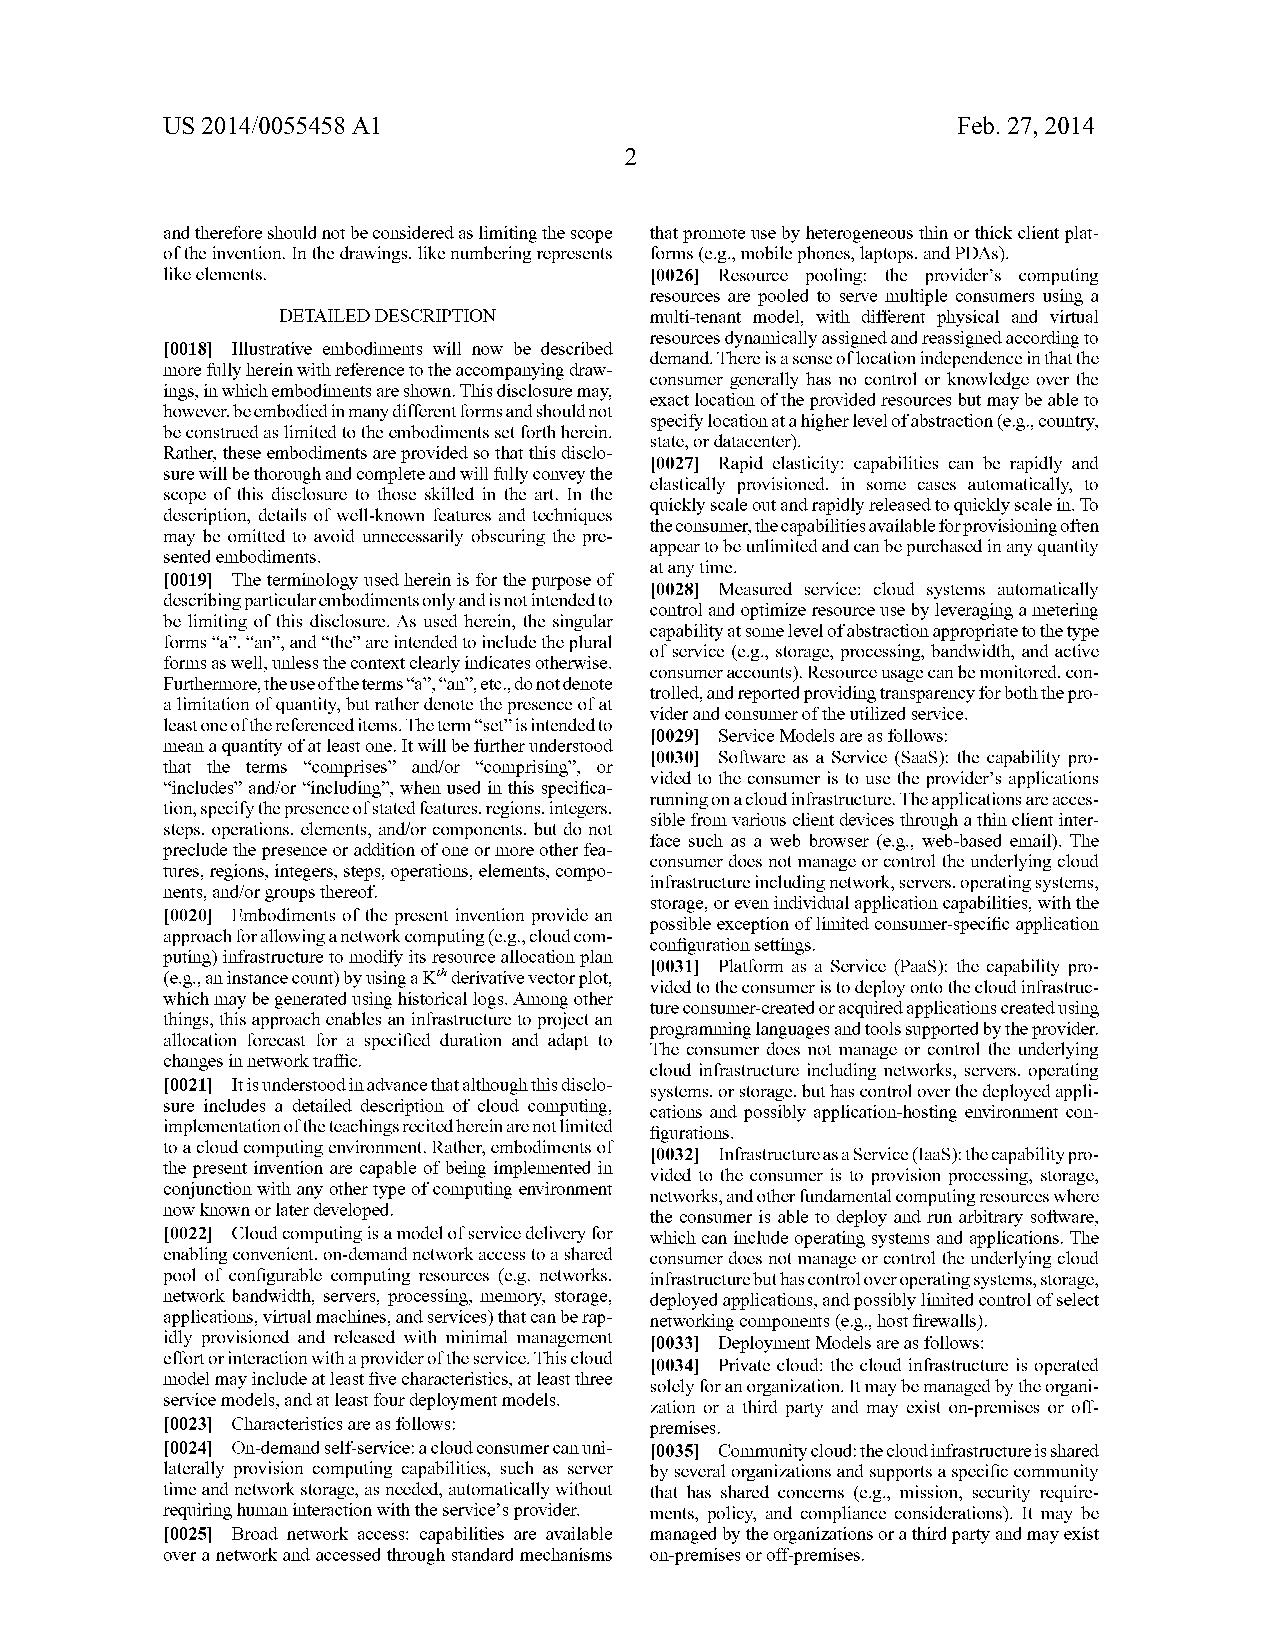 US 2014/0055458 A1
Feb. 27, 2014
2
and therefore should not be considered as limiting the scope
of the invention. In the drawings. like numbering represents
like elements.
DETAILED DESCRIPTION
[0018] Illustrative embodiments will now be described
more fully herein with reference to the accompanying draw-
ings, in which embodiments are shown. This disclosure may,
however. be embodied in many different forms and should not
be construed as limited to the embodiments set forth herein.
Rather, these embodiments are provided so that this disclo-
sure will be thorough and complete and will fully convey the
scope of this disclosure to those skilled in the art. In the
description, details of well-known features and techniques
may be omitted to avoid unnecessarily obscuring the pre-
sented embodiments.
[0019] The terminology used herein is for the purpose of
describing particular embodiments only and is not intended to
be limiting of this disclosure. As used herein, the singular
forms “a”. “an”, and “the” are intended to include the plural
forms as well, unless the context clearly indicates otherwise.
Furthermore, the use of the terms “a”, “an”, etc., do not denote
a limitation of quantity, but rather denote the presence of at
least one of the referenced items. The term “set” is intended to
mean a quantity of at least one. It will be further understood
that the terms “comprises” and/or “comprising”, or
“includes” and/or “including”, when used in this specifica-
tion, specify the presence of stated features. regions. integers.
steps. operations. elements, and/or components. but do not
preclude the presence or addition of one or more other fea-
tures, regions, integers, steps, operations, elements, compo-
nents, and/or groups thereof.
[0020] Embodiments of the present invention provide an
approach for allowing a network computing (e.g., cloud com-
puting) infrastructure to modify its resource allocation plan
(e.g., an instance count) by using a Kth derivative vector plot,
which may be generated using historical logs. Among other
things, this approach enables an infrastructure to project an
allocation forecast for a specified duration and adapt to
changes in network traffic.
[0021] It is understood in advance that although this disclo-
sure includes a detailed description of cloud computing,
implementation of the teachings recited herein are not limited
to a cloud computing environment. Rather, embodiments of
the present invention are capable of being implemented in
conjunction with any other type of computing environment
now known or later developed.
[0022] Cloud computing is a model of service delivery for
enabling convenient. on-demand network access to a shared
pool of configurable computing resources (e.g. networks.
network bandwidth, servers, processing, memory, storage,
applications, virtual machines, and services) that can be rap-
idly provisioned and released with minimal management
effort or interaction with a provider of the service. This cloud
model may include at least five characteristics, at least three
service models, and at least four deployment models.
[0023] Characteristics are as follows:
[0024] On-demand self-service: a cloud consumer can uni-
laterally provision computing capabilities, such as server
time and network storage, as needed, automatically without
requiring human interaction with the service’s provider.
[0025] Broad network access: capabilities are available
over a network and accessed through standard mechanisms
that promote use by heterogeneous thin or thick client plat-
forms (e.g., mobile phones, laptops. and PDAs).
[0026] Resource pooling: the provider’s computing
resources are pooled to serve multiple consumers using a
multi-tenant model, with different physical and virtual
resources dynamically assigned and reassigned according to
demand. There is a sense of location independence in that the
consumer generally has no control or knowledge over the
exact location of the provided resources but may be able to
specify location at a higher level of abstraction (e.g., country,
state, or datacenter).
[0027] Rapid elasticity: capabilities can be rapidly and
elastically provisioned. in some cases automatically, to
quickly scale out and rapidly released to quickly scale in. To
the consumer, the capabilities available for provisioning often
appear to be unlimited and can be purchased in any quantity
at any time.
[0028] Measured service: cloud systems automatically
control and optimize resource use by leveraging a metering
capability at some level of abstraction appropriate to the type
of service (e.g., storage, processing, bandwidth, and active
consumer accounts). Resource usage can be monitored. con-
trolled, and reported providing transparency for both the pro-
vider and consumer of the utilized service.
[0029] Service Models are as follows:
[0030] Software as a Service (SaaS): the capability pro-
vided to the consumer is to use the provider’s applications
running on a cloud infrastructure. The applications are acces-
sible from various client devices through a thin client inter-
face such as a web browser (e.g., web-based email). The
consumer does not manage or control the underlying cloud
infrastructure including network, servers. operating systems,
storage, or even individual application capabilities, with the
possible exception of limited consumer-specific application
configuration settings.
[0031] Platform as a Service (PaaS): the capability pro-
vided to the consumer is to deploy onto the cloud infrastruc-
ture consumer-created or acquired applications created using
programming languages and tools supported by the provider.
The consumer does not manage or control the underlying
cloud infrastructure including networks, servers. operating
systems. or storage. but has control over the deployed appli-
cations and possibly application-hosting environment con-
figurations.
[0032] Infrastructure as a Service (IaaS): the capability pro-
vided to the consumer is to provision processing, storage,
networks, and other fundamental computing resources where
the consumer is able to deploy and run arbitrary software,
which can include operating systems and applications. The
consumer does not manage or control the underlying cloud
infrastructure but has control over operating systems, storage,
deployed applications, and possibly limited control of select
networking components (e.g., host firewalls).
[0033] Deployment Models are as follows:
[0034] Private cloud: the cloud infrastructure is operated
solely for an organization. It may be managed by the organi-
zation or a third party and may exist on-premises or off-
premises.
[0035] Community cloud: the cloud infrastructure is shared
by several organizations and supports a specific community
that has shared concerns (e.g., mission, security require-
ments, policy, and compliance considerations). It may be
managed by the organizations or a third party and may exist
on-premises or off-premises.